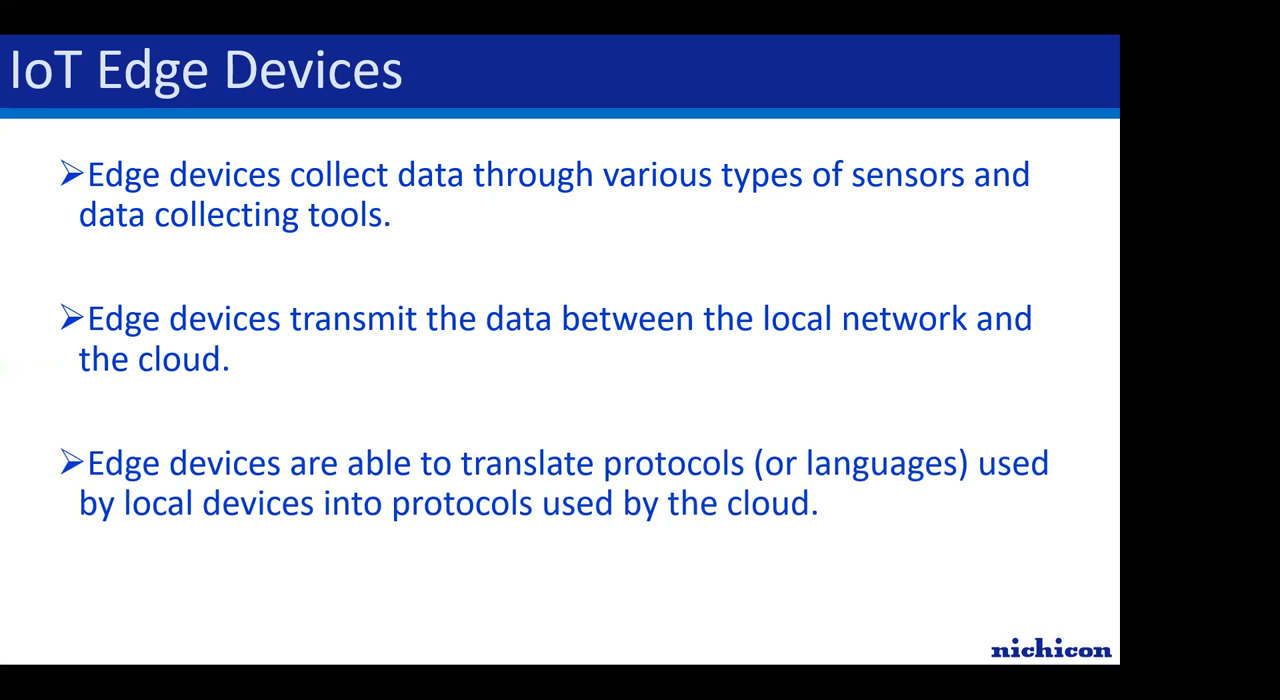 IoT Edge Devices
➢Edge devices collect data through various types of sensors and
data collecting tools.
➢Edge devices transmit the data between the local network and
the cloud.
➢Edge devices are able to translate protocols (or languages) used
by local devices into protocols used by the cloud.
nichicon